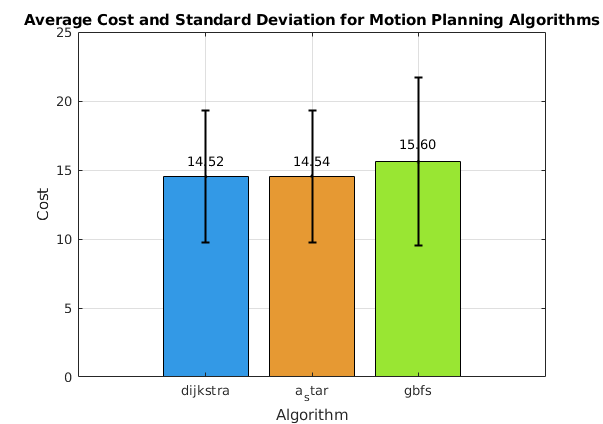 Average Cost and Standard Deviation for Motion Planning Algorithms
25
20
15
10
5
0
Cost
14.52
14.54
15.60
dijkstra
a_star
gbfs
Algorithm